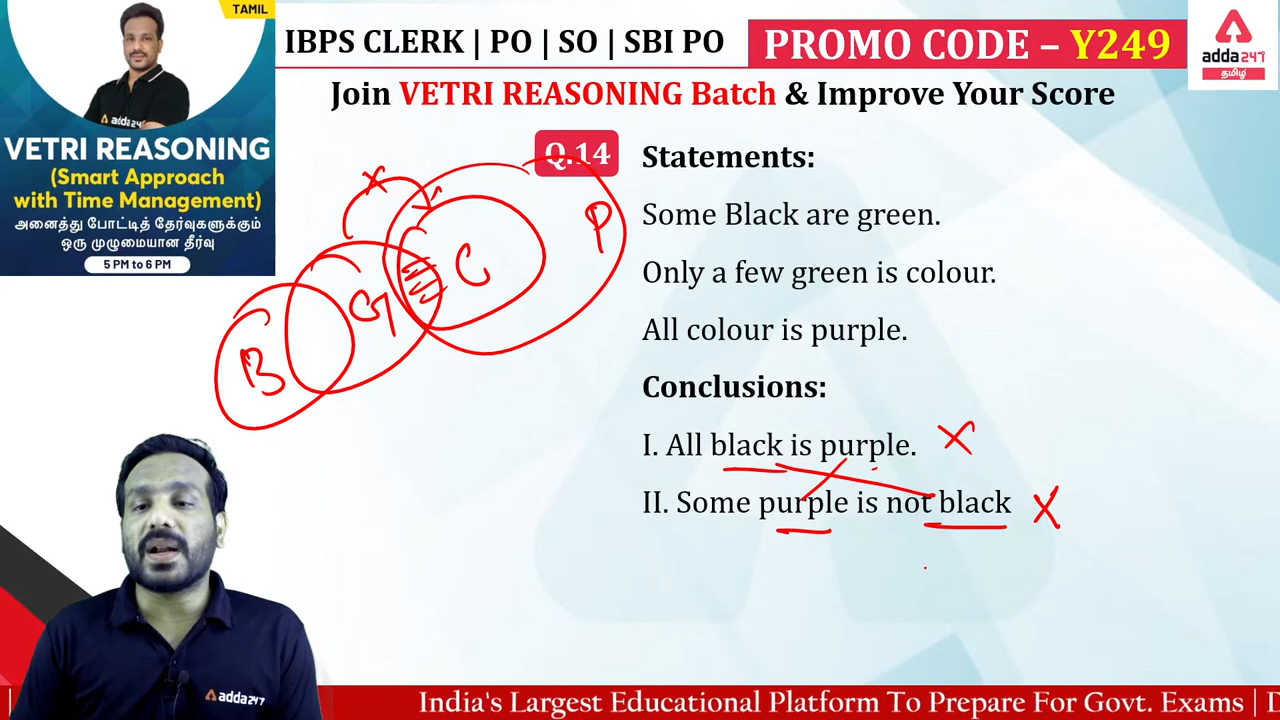 TAMIL
adda247
VETRI REASONING
(Smart Approach
with Time Management)
அனைத்து போட்டித் தேர்வுகளுக்கும்
ஒரு முழுமையான தீர்வு
5 PM to 6 PM
IBPS CLERK | PO | SO | SBI PO
PROMO CODE – Y249
adda247
தமிழ்
Join VETRI REASONING Batch & Improve Your Score
Q.14
Statements:
Some Black are green.
Only a few green is colour.
All colour is purple.
Conclusions:
I. All black is purple.
II. Some purple is not black
B
G
C
P
adda247
India's Largest Educational Platform To Prepare For Govt. Exams |